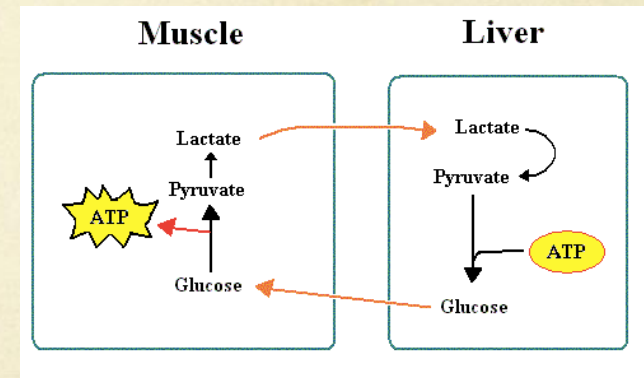 Muscle
Liver
Lactate
Pyruvate
ATP
Glucose
Lactate
Pyruvate
ATP
Glucose